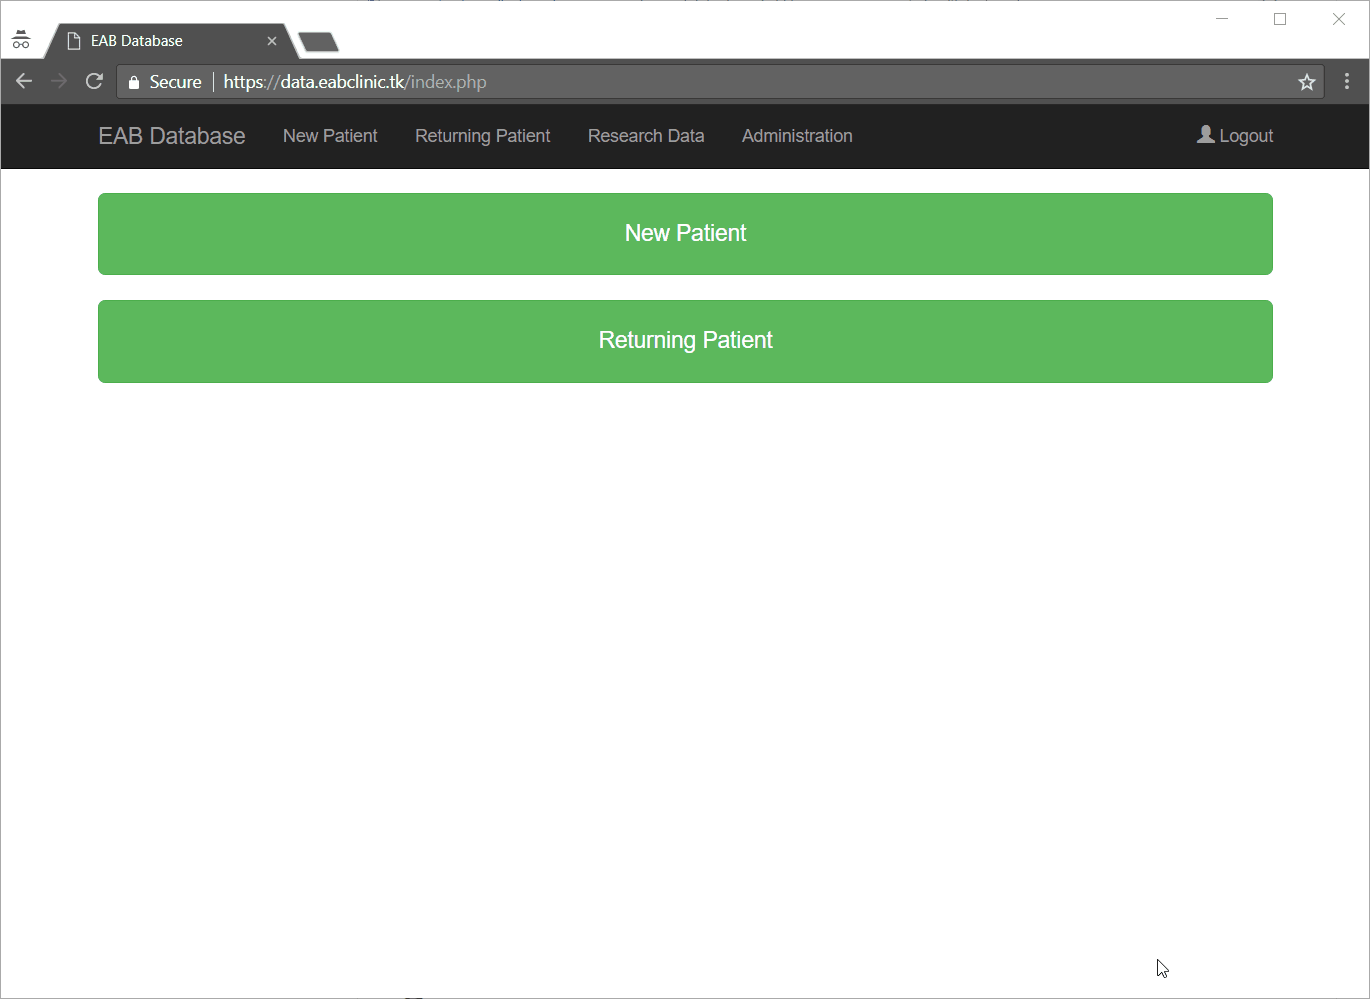 EAB Database
Secure https://data.eabclinic.tk/index.php
EAB Database New Patient Returning Patient Research Data Administration Logout
New Patient
Returning Patient